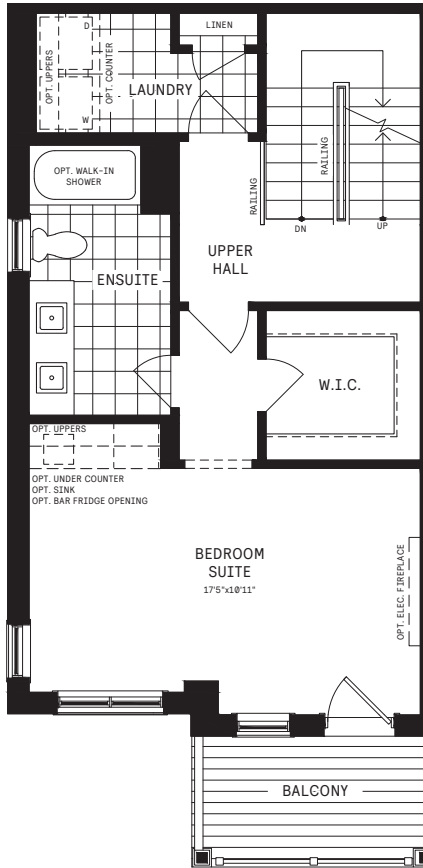 LINEN
D
OPT. UPPERS
OPT. COUNTER
LAUNDRY
W
OPT. WALK-IN
SHOWER
RAILING
RAILING
DN
UP
UPPER
HALL
ENSUITE
W.I.C.
OPT. UPPERS
OPT. UNDER COUNTER
OPT. SINK
OPT. BAR FRIDGE OPENING
BEDROOM
SUITE
17'5"x10'11"
OPT. ELEC. FIREPLACE
BALCONY